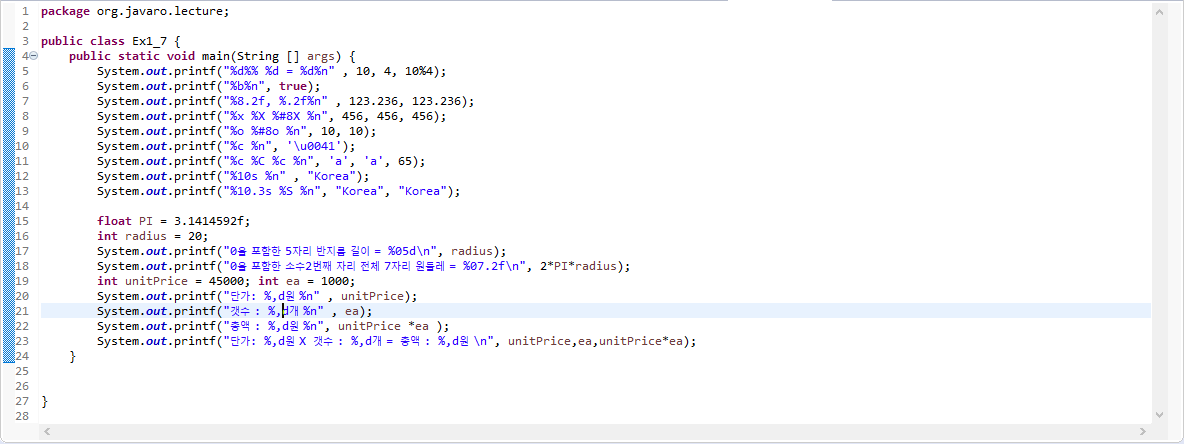 1 package org.javaro.lecture;
2
3 public class Ex1_7 {
4     public static void main(String [] args) {
5         System.out.printf("%d%% %d = %d%n" , 10, 4, 10%4);
6         System.out.printf("%b%n", true);
7         System.out.printf("%8.2f, %.2f%n" , 123.236, 123.236);
8         System.out.printf("%x %X %#8X %n", 456, 456, 456);
9         System.out.printf("%o %#8o %n", 10, 10);
10         System.out.printf("%c %n", '\u0041');
11         System.out.printf("%c %C %c %n", 'a', 'a', 65);
12         System.out.printf("%10s %n" , "Korea");
13         System.out.printf("%10.3s %S %n", "Korea", "Korea");
14
15         float PI = 3.1414592f;
16         int radius = 20;
17         System.out.printf("0을 포함한 5자리 반지름 길이 = %05d\n", radius);
18         System.out.printf("0을 포함한 소수2번째 자리 전체 7자리 원둘레 = %07.2f\n", 2*PI*radius);
19         int unitPrice = 45000; int ea = 1000;
20         System.out.printf("단가: %,d원 %n" , unitPrice);
21         System.out.printf("갯수 : %,d개 %n" , ea);
22         System.out.printf("총액 : %,d원 %n", unitPrice *ea );
23         System.out.printf("단가: %,d원 X 갯수 : %,d개 = 총액 : %,d원 \n", unitPrice,ea,unitPrice*ea);
24     }
25
26
27 }
28